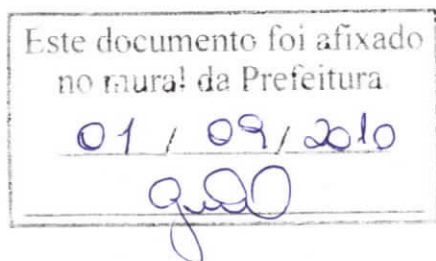 Este documento foi afixado
no mural da Prefeitura
01 / 09 / 2010